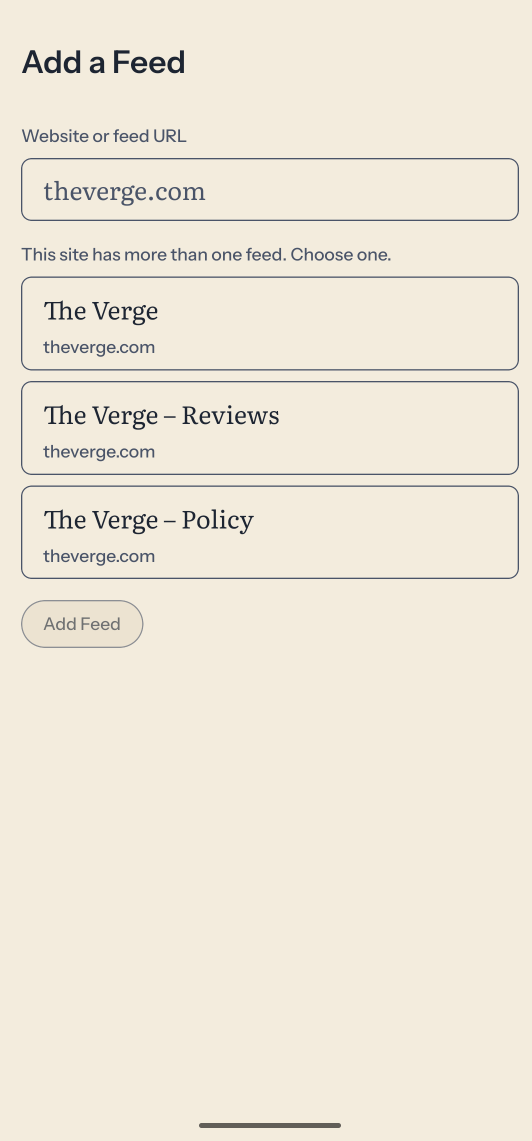 Add a Feed
Website or feed URL
theverge.com
This site has more than one feed. Choose one.
The Verge
theverge.com
The Verge – Reviews
theverge.com
The Verge – Policy
theverge.com
Add Feed